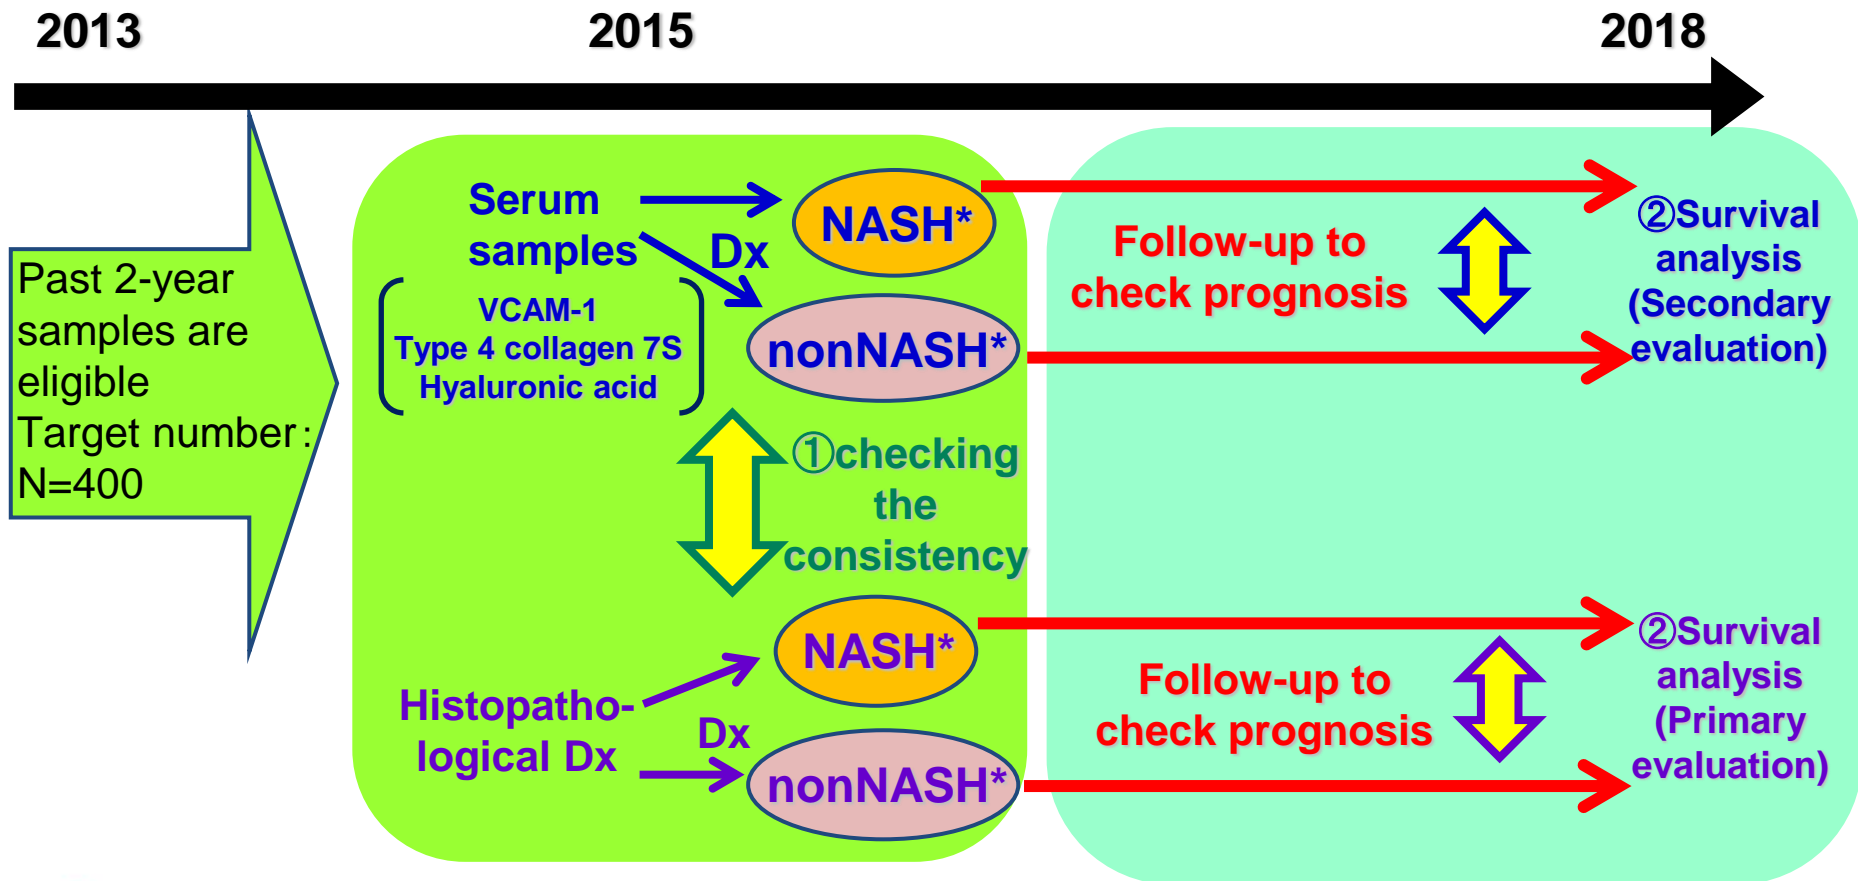 2013
2015
2018
Past 2-year
samples are
eligible
Target number:
N=400
Serum
samples
VCAM-1
Type 4 collagen 7S
Hyaluronic acid
Dx
NASH*
nonNASH*
①checking
the
consistency
Histopatho-
logical Dx
Dx
NASH*
nonNASH*
Follow-up to
check prognosis
②Survival
analysis
(Secondary
evaluation)
Follow-up to
check prognosis
②Survival
analysis
(Primary
evaluation)